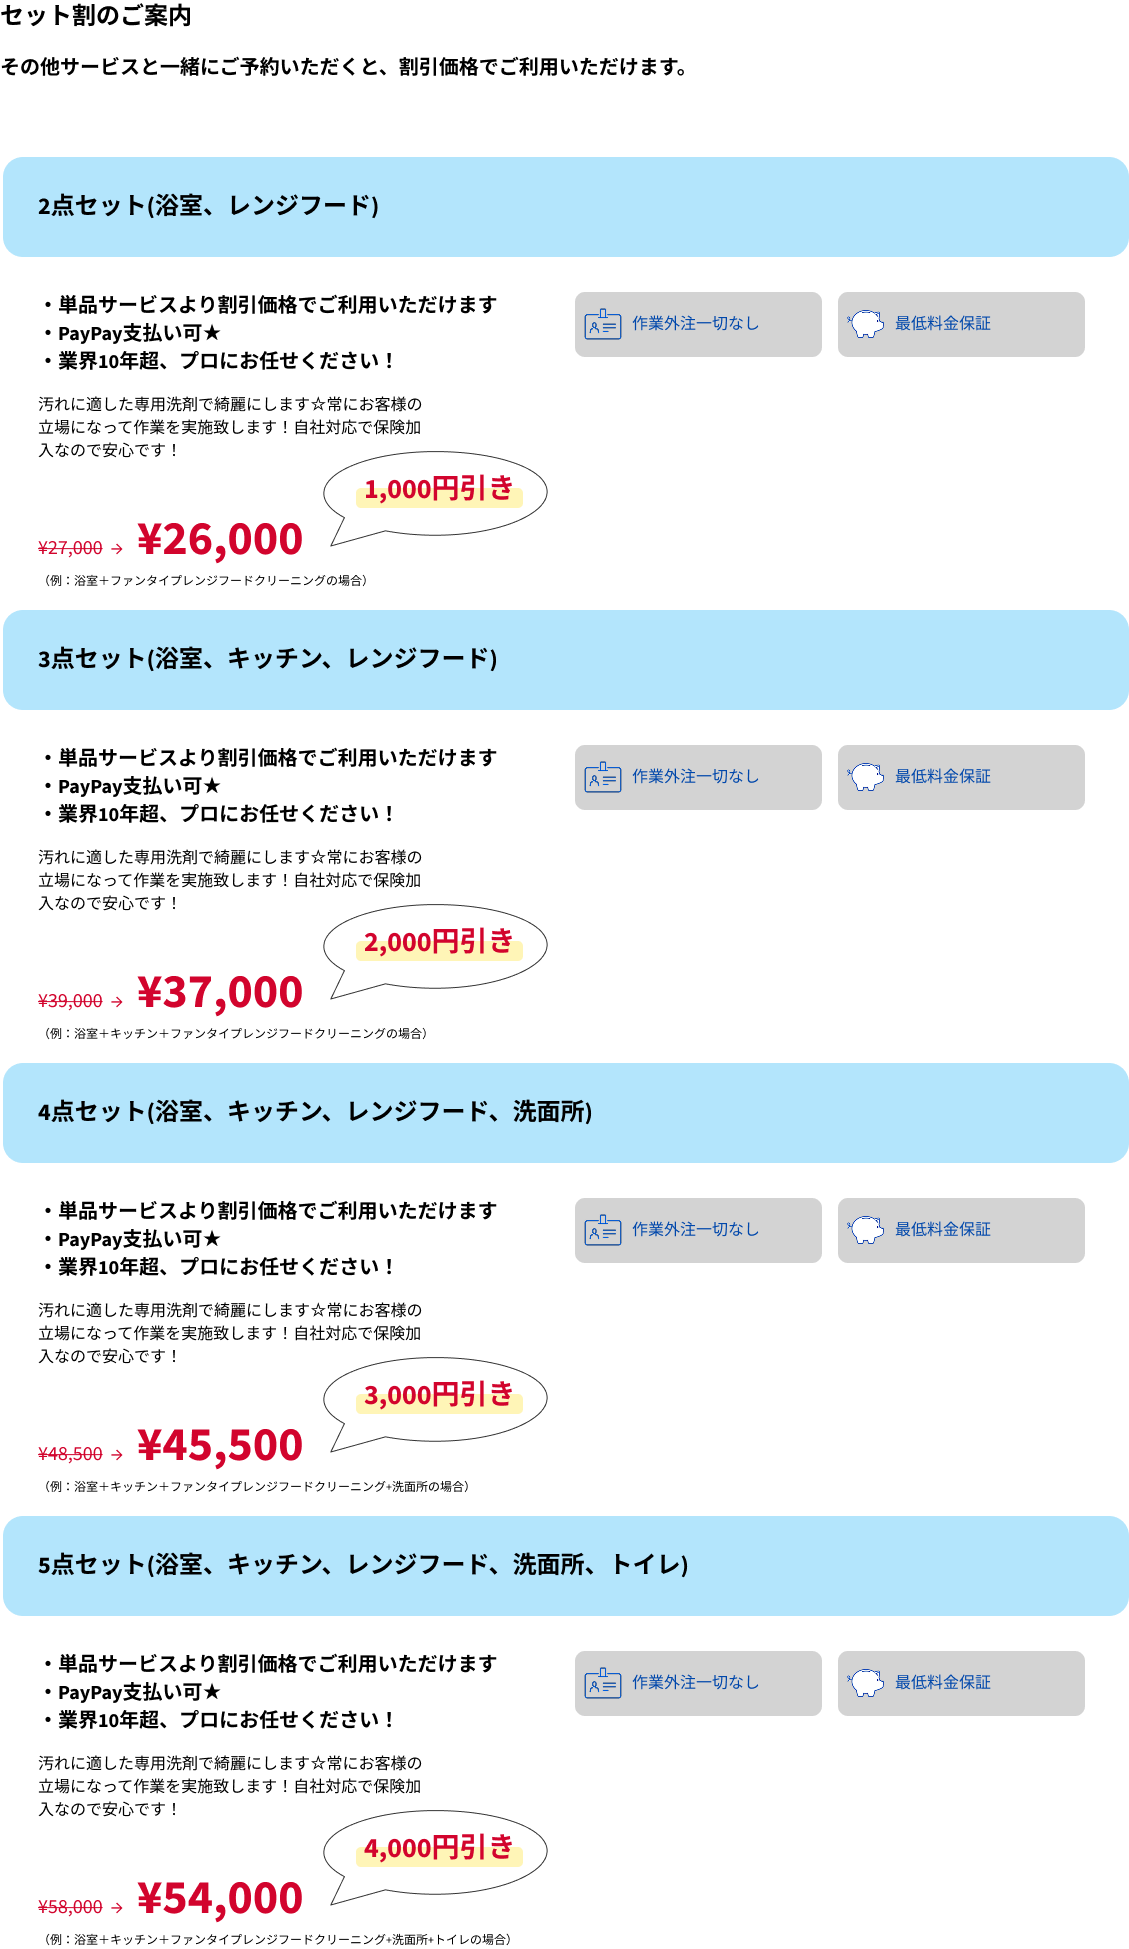 セット割のご案内
その他サービスと一緒にご予約いただくと、割引価格でご利用いただけます。
2点セット(浴室、レンジフード)
・単品サービスより割引価格でご利用いただけます
・PayPay支払い可★
・業界10年超、プロにお任せください！
作業外注一切なし
最低料金保証
汚れに適した専用洗剤で綺麗にします☆常にお客様の
立場になって作業を実施致します！自社対応で保険加
入なので安心です！
1,000円引き
¥27,000 → ¥26,000
（例：浴室＋ファンタイプレンジフードクリーニングの場合）
3点セット(浴室、キッチン、レンジフード)
・単品サービスより割引価格でご利用いただけます
・PayPay支払い可★
・業界10年超、プロにお任せください！
作業外注一切なし
最低料金保証
汚れに適した専用洗剤で綺麗にします☆常にお客様の
立場になって作業を実施致します！自社対応で保険加
入なので安心です！
2,000円引き
¥39,000 → ¥37,000
（例：浴室＋キッチン＋ファンタイプレンジフードクリーニングの場合）
4点セット(浴室、キッチン、レンジフード、洗面所)
・単品サービスより割引価格でご利用いただけます
・PayPay支払い可★
・業界10年超、プロにお任せください！
作業外注一切なし
最低料金保証
汚れに適した専用洗剤で綺麗にします☆常にお客様の
立場になって作業を実施致します！自社対応で保険加
入なので安心です！
3,000円引き
¥48,500 → ¥45,500
（例：浴室＋キッチン＋ファンタイプレンジフードクリーニング+洗面所の場合）
5点セット(浴室、キッチン、レンジフード、洗面所、トイレ)
・単品サービスより割引価格でご利用いただけます
・PayPay支払い可★
・業界10年超、プロにお任せください！
作業外注一切なし
最低料金保証
汚れに適した専用洗剤で綺麗にします☆常にお客様の
立場になって作業を実施致します！自社対応で保険加
入なので安心です！
4,000円引き
¥58,000 → ¥54,000
（例：浴室＋キッチン＋ファンタイプレンジフードクリーニング+洗面所+トイレの場合）